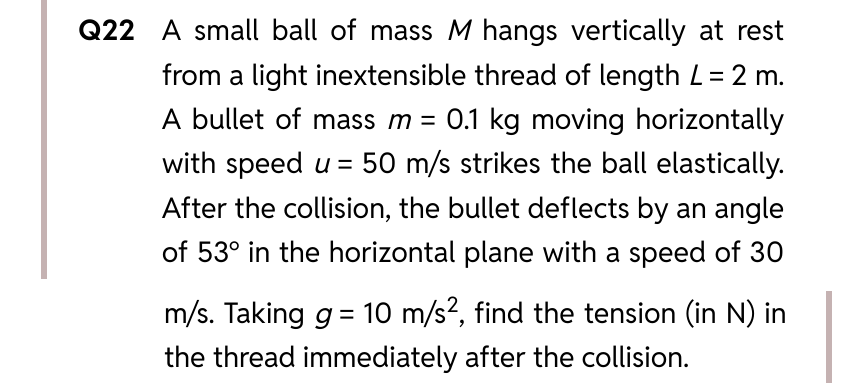 Q22 A small ball of mass M hangs vertically at rest
from a light inextensible thread of length L = 2 m.
A bullet of mass m = 0.1 kg moving horizontally
with speed u = 50 m/s strikes the ball elastically.
After the collision, the bullet deflects by an angle
of 53° in the horizontal plane with a speed of 30
m/s. Taking g = 10 m/s², find the tension (in N) in
the thread immediately after the collision.